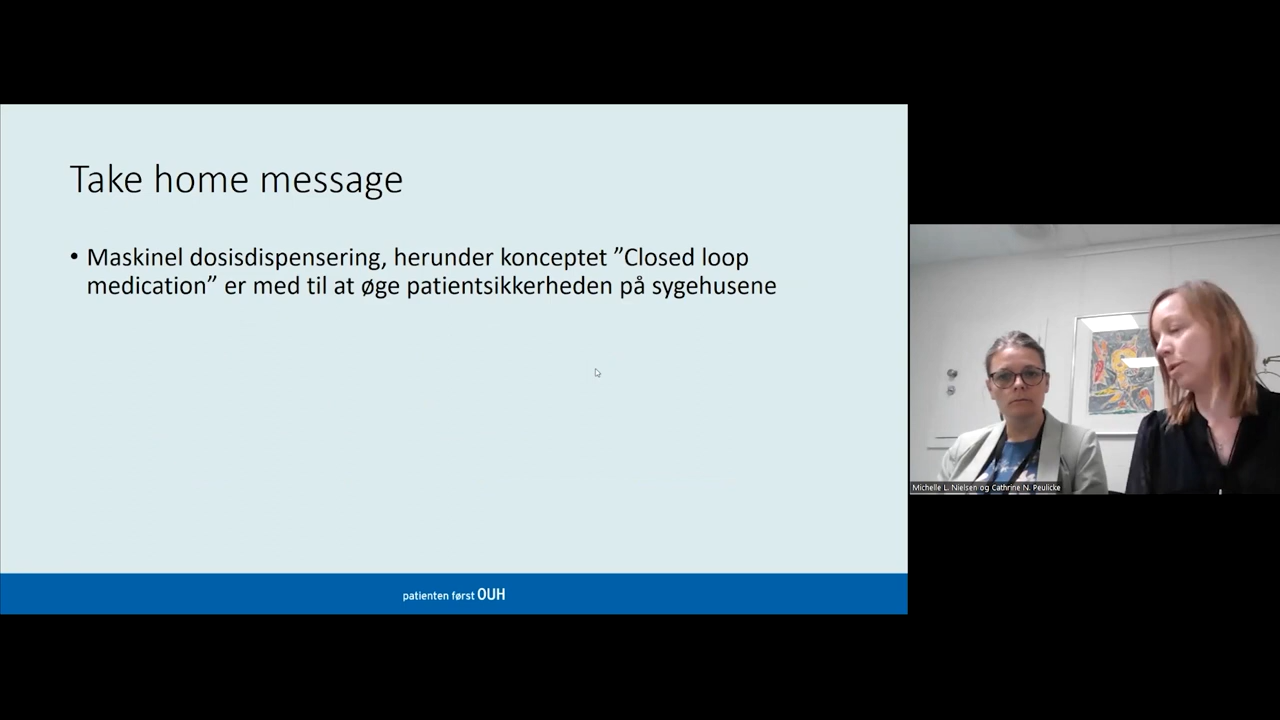 Take home message
• Maskinel dosisdispensering, herunder konceptet ”Closed loop
medication” er med til at øge patientsikkerheden på sygehusene
patienten først OUH
Michelle L. Nielsen og Cathrine N. Peulicke